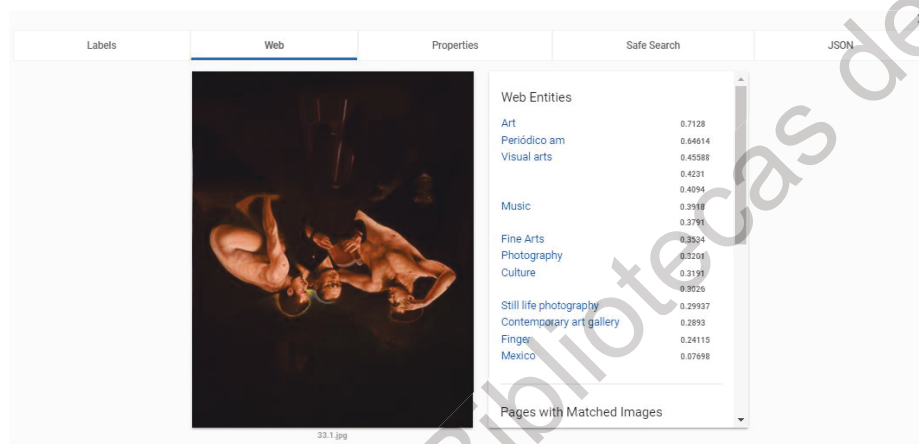 Labels Web Properties Safe Search JSON
Web Entities
Art 0.7128
Periódico am 0.64614
Visual arts 0.45588
0.4231
0.4094
Music 0.3918
0.3791
Fine Arts 0.3534
Photography 0.3201
Culture 0.3191
0.3026
Still life photography 0.29937
Contemporary art gallery 0.2893
Finger 0.24115
Mexico 0.07698
Pages with Matched Images
33.1.jpg
Bibliotecas de